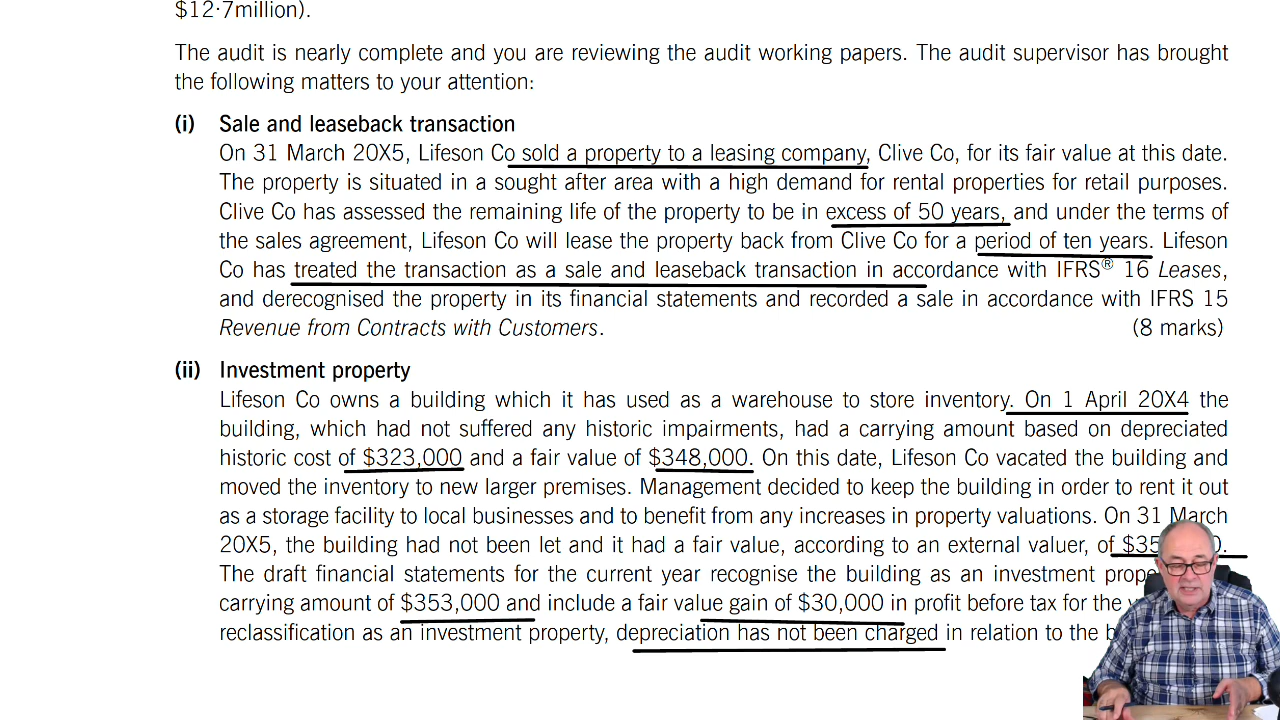 $12·7million).
The audit is nearly complete and you are reviewing the audit working papers. The audit supervisor has brought
the following matters to your attention:
(i) Sale and leaseback transaction
On 31 March 20X5, Lifeson Co sold a property to a leasing company, Clive Co, for its fair value at this date.
The property is situated in a sought after area with a high demand for rental properties for retail purposes.
Clive Co has assessed the remaining life of the property to be in excess of 50 years, and under the terms of
the sales agreement, Lifeson Co will lease the property back from Clive Co for a period of ten years. Lifeson
Co has treated the transaction as a sale and leaseback transaction in accordance with IFRS® 16 Leases,
and derecognised the property in its financial statements and recorded a sale in accordance with IFRS 15
Revenue from Contracts with Customers. (8 marks)
(ii) Investment property
Lifeson Co owns a building which it has used as a warehouse to store inventory. On 1 April 20X4 the
building, which had not suffered any historic impairments, had a carrying amount based on depreciated
historic cost of $323,000 and a fair value of $348,000. On this date, Lifeson Co vacated the building and
moved the inventory to new larger premises. Management decided to keep the building in order to rent it out
as a storage facility to local businesses and to benefit from any increases in property valuations. On 31 March
20X5, the building had not been let and it had a fair value, according to an external valuer, of
The draft financial statements for the current year recognise the building as an investment
carrying amount of $353,000 and include a fair value gain of $30,000 in profit before tax for the
reclassification as an investment property, depreciation has not been charged in relation to the